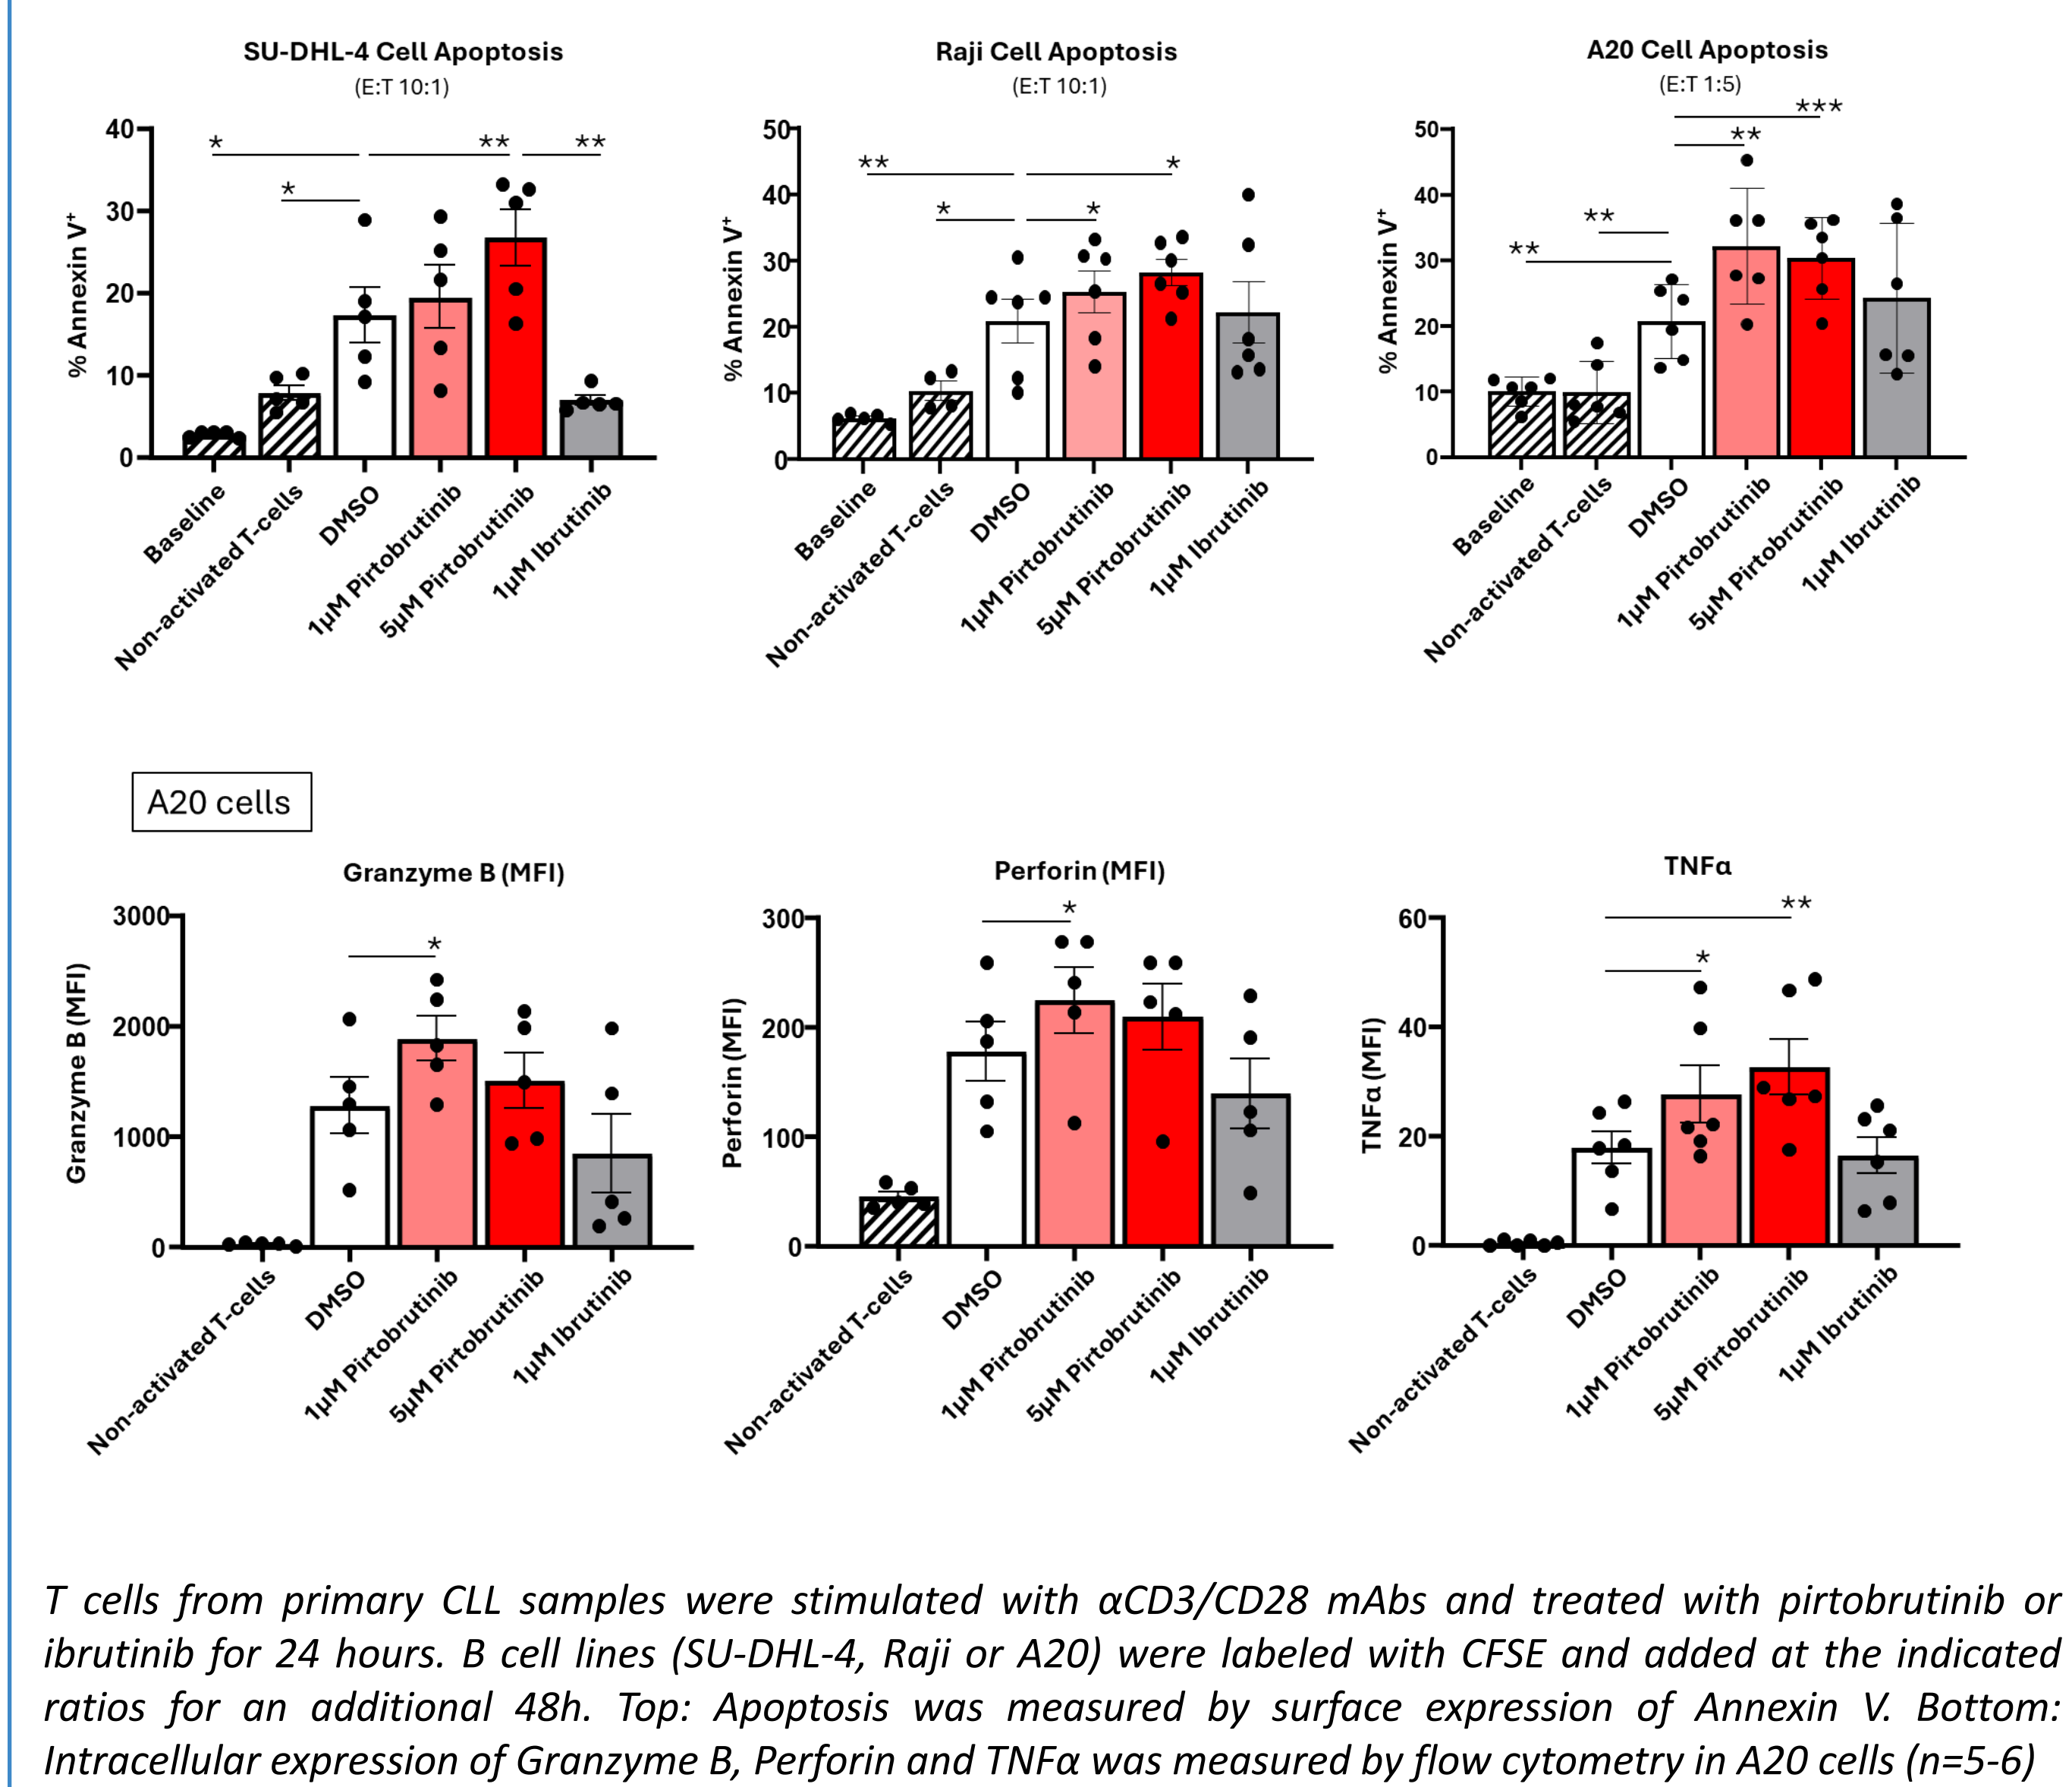 SU-DHL-4 Cell Apoptosis
(E:T 10:1)
% Annexin V⁺
40
30
20
10
0
*
*
**
**
Baseline
Non-activated T-cells
DMSO
1µM Pirtobrutinib
5µM Pirtobrutinib
1µM Ibrutinib
Raji Cell Apoptosis
(E:T 10:1)
% Annexin V⁺
50
40
30
20
10
0
**
*
*
*
Baseline
Non-activated T-cells
DMSO
1µM Pirtobrutinib
5µM Pirtobrutinib
1µM Ibrutinib
A20 Cell Apoptosis
(E:T 1:5)
% Annexin V⁺
50
40
30
20
10
0
***
**
**
**
Baseline
Non-activated T-cells
DMSO
1µM Pirtobrutinib
5µM Pirtobrutinib
1µM Ibrutinib
A20 cells
Granzyme B (MFI)
Granzyme B (MFI)
3000
2000
1000
0
*
Non-activated T-cells
DMSO
1µM Pirtobrutinib
5µM Pirtobrutinib
1µM Ibrutinib
Perforin (MFI)
Perforin (MFI)
300
200
100
0
*
Non-activated T-cells
DMSO
1µM Pirtobrutinib
5µM Pirtobrutinib
1µM Ibrutinib
TNFα
TNFα (MFI)
60
40
20
0
**
*
Non-activated T-cells
DMSO
1µM Pirtobrutinib
5µM Pirtobrutinib
1µM Ibrutinib
T cells from primary CLL samples were stimulated with αCD3/CD28 mAbs and treated with pirtobrutinib or
ibrutinib for 24 hours. B cell lines (SU-DHL-4, Raji or A20) were labeled with CFSE and added at the indicated
ratios for an additional 48h. Top: Apoptosis was measured by surface expression of Annexin V. Bottom:
Intracellular expression of Granzyme B, Perforin and TNFα was measured by flow cytometry in A20 cells (n=5-6)